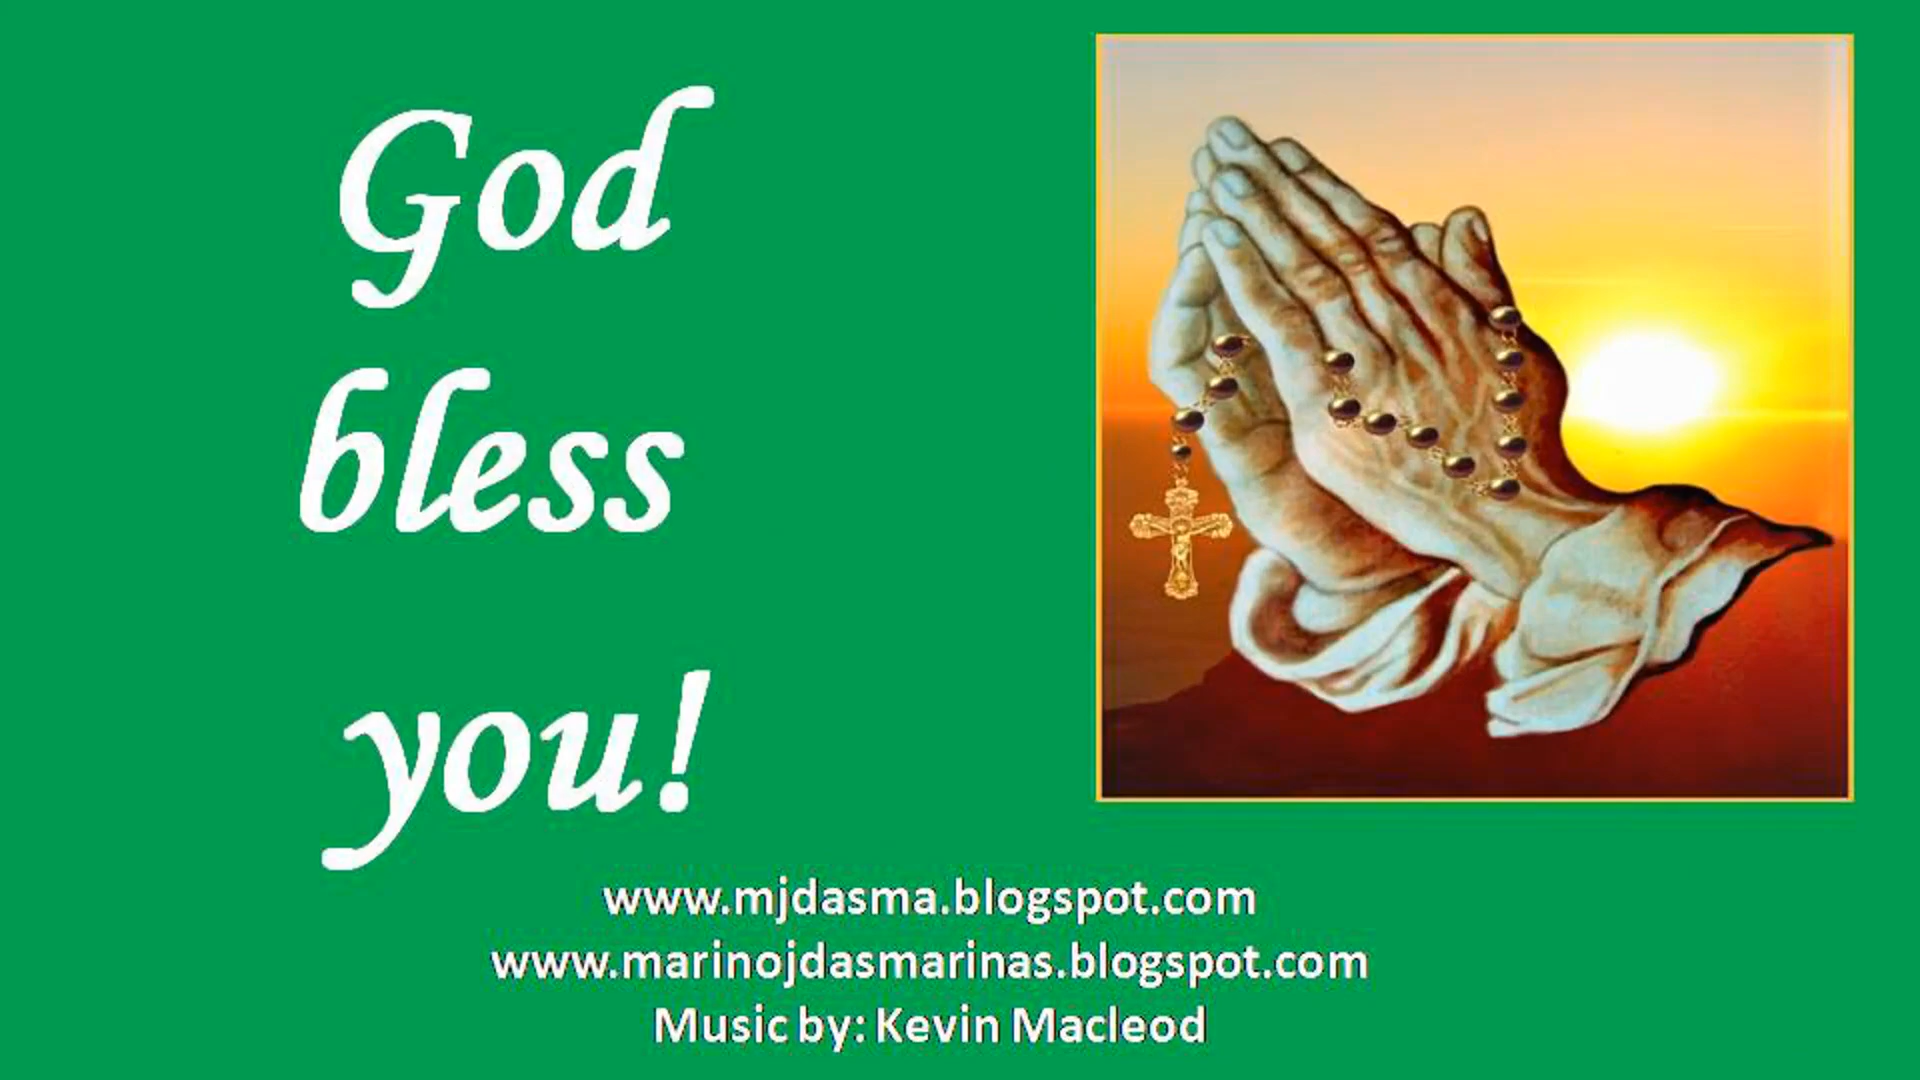 God
bless
you!
www.mjdasma.blogspot.com
www.marinojdasmarinas.blogspot.com
Music by: Kevin Macleod